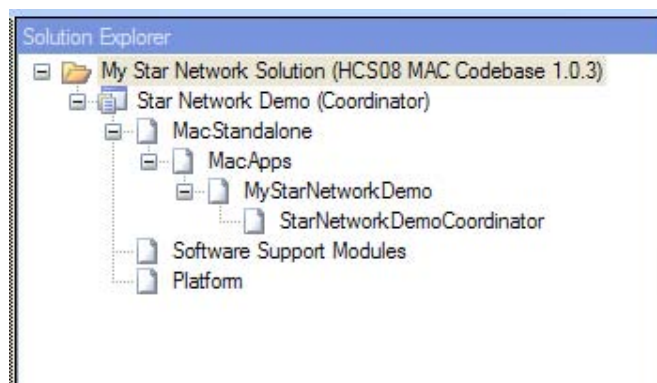 Solution Explorer
My Star Network Solution (HCS08 MAC Codebase 1.0.3)
Star Network Demo (Coordinator)
MacStandalone
MacApps
MyStarNetworkDemo
StarNetworkDemoCoordinator
Software Support Modules
Platform